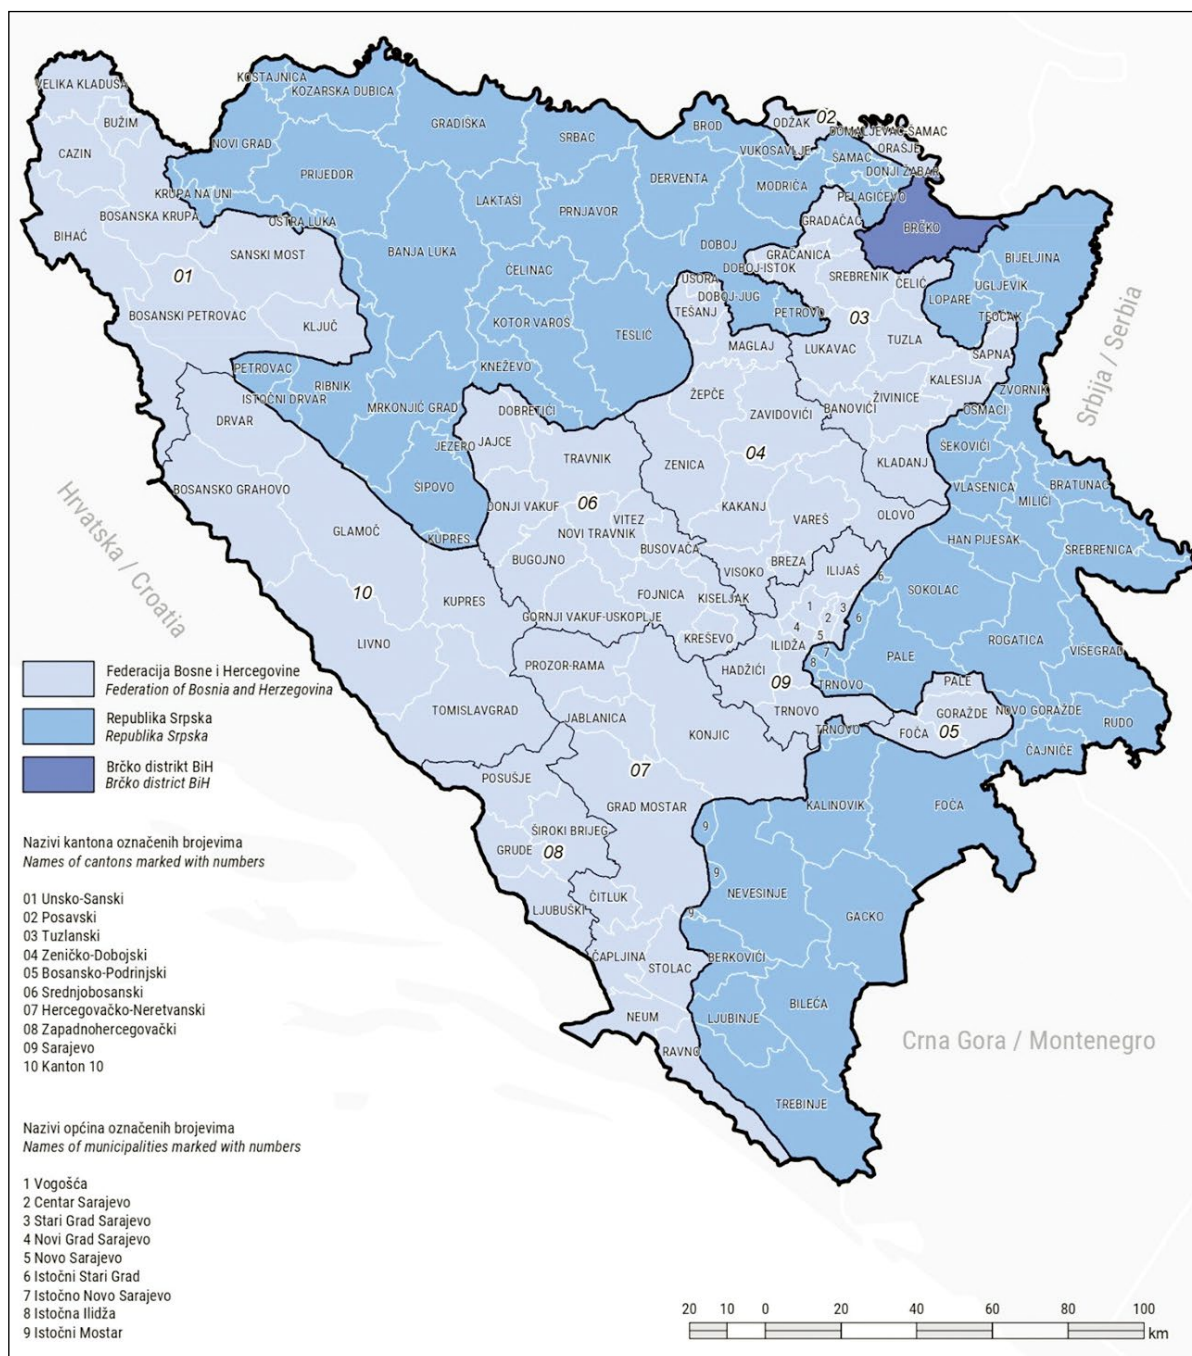 VELIKA KLADUŠA
BUŽIM
CAZIN
KOSTAJNICA
KOZARSKA DUBICA
NOVI GRAD
PRIJEDOR
GRADIŠKA
SRBAC
BROD
ODŽAK
02
DOMALJEVAC-ŠAMAC
ORAŠJE
VUKOSAVLJE
ŠAMAC
DONJI ŽABAR
DERVENTA
MODRIČA
PELAGIĆEVO
KRUPA NA UNI
BOSANSKA KRUPA
OŠTRA LUKA
LAKTAŠI
PRNJAVOR
GRADAČAC
BRČKO
BIHAĆ
SANSKI MOST
01
BANJA LUKA
ČELINAC
DOBOJ
GRAČANICA
DOBOJ-ISTOK
SREBRENIK
ČELIĆ
BIJELJINA
UGLJEVIK
LOPARE
TEOČAK
USORA
DOBOJ-JUG
TEŠANJ
PETROVO
03
BOSANSKI PETROVAC
KLJUČ
KOTOR VAROŠ
TESLIĆ
MAGLAJ
LUKAVAC
TUZLA
SAPNA
PETROVAC
RIBNIK
KNEŽEVO
ISTOČNI DRVAR
MRKONJIĆ GRAD
DOBRETIĆI
ŽEPČE
ZAVIDOVIĆI
BANOVIĆI
ŽIVINICE
KALESIJA
ZVORNIK
OSMACI
DRVAR
JEZERO
JAJCE
TRAVNIK
ZENICA
04
KLADANJ
ŠEKOVIĆI
VLASENICA
MILIĆI
BRATUNAC
BOSANSKO GRAHOVO
ŠIPOVO
DONJI VAKUF
06
NOVI TRAVNIK
VITEZ
KAKANJ
VAREŠ
OLOVO
HAN PIJESAK
SREBRENICA
GLAMOČ
KUPRES
BUGOJNO
BUSOVAČA
VISOKO
BREZA
ILIJAŠ
6
SOKOLAC
10
KUPRES
FOJNICA
KISELJAK
1
2
3
6
GORNJI VAKUF-USKOPLJE
KREŠEVO
4
5
ILIDŽA
7
8
PALE
ROGATICA
VIŠEGRAD
LIVNO
PROZOR-RAMA
HADŽIĆI
09
TRNOVO
PALE
GORAŽDE
NOVO GORAŽDE
RUDO
TOMISLAVGRAD
JABLANICA
KONJIC
TRNOVO
TRNOVO
FOČA
05
ČAJNIČE
POSUŠJE
07
GRAD MOSTAR
KALINOVIK
FOČA
ŠIROKI BRIJEG
GRUDE
08
9
9
9
NEVESINJE
GACKO
LJUBUŠKI
ČITLUK
ČAPLJINA
STOLAC
BERKOVIĆI
BILEĆA
NEUM
LJUBINJE
RAVNO
TREBINJE
Hrvatska / Croatia
Srbija / Serbia
Crna Gora / Montenegro
Federacija Bosne i Hercegovine
Federation of Bosnia and Herzegovina
Republika Srpska
Republika Srpska
Brčko distrikt BiH
Brčko district BiH
Nazivi kantona označenih brojevima
Names of cantons marked with numbers
01 Unsko-Sanski
02 Posavski
03 Tuzlanski
04 Zeničko-Dobojski
05 Bosansko-Podrinjski
06 Srednjobosanski
07 Hercegovačko-Neretvanski
08 Zapadnohercegovački
09 Sarajevo
10 Kanton 10
Nazivi općina označenih brojevima
Names of municipalities marked with numbers
1 Vogošća
2 Centar Sarajevo
3 Stari Grad Sarajevo
4 Novi Grad Sarajevo
5 Novo Sarajevo
6 Istočni Stari Grad
7 Istočno Novo Sarajevo
8 Istočna Ilidža
9 Istočni Mostar
20 10 0 20 40 60 80 100
km